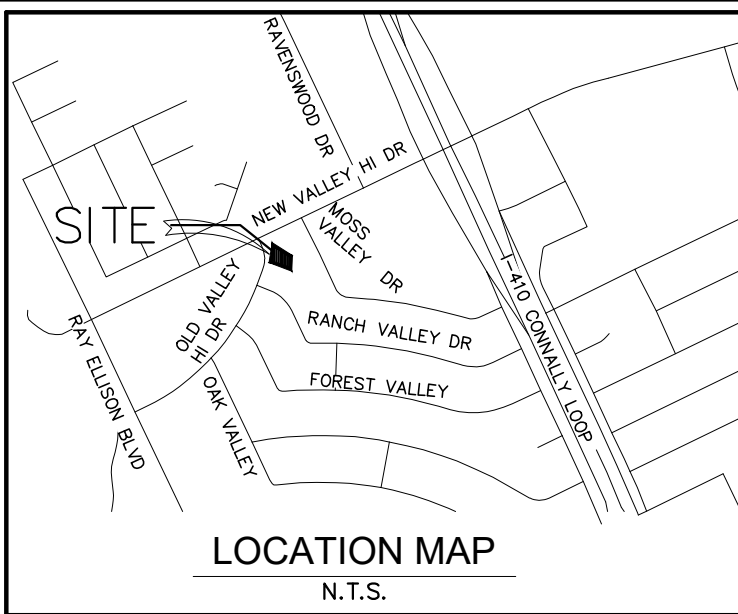 RAVENSWOOD DR
NEW VALLEY HI DR
MOSS
VALLEY DR
SITE
I-410 CONNALLY LOOP
OLD VALLEY
HI DR
RANCH VALLEY DR
RAY ELLISON BLVD
FOREST VALLEY
OAK VALLEY
LOCATION MAP
N.T.S.